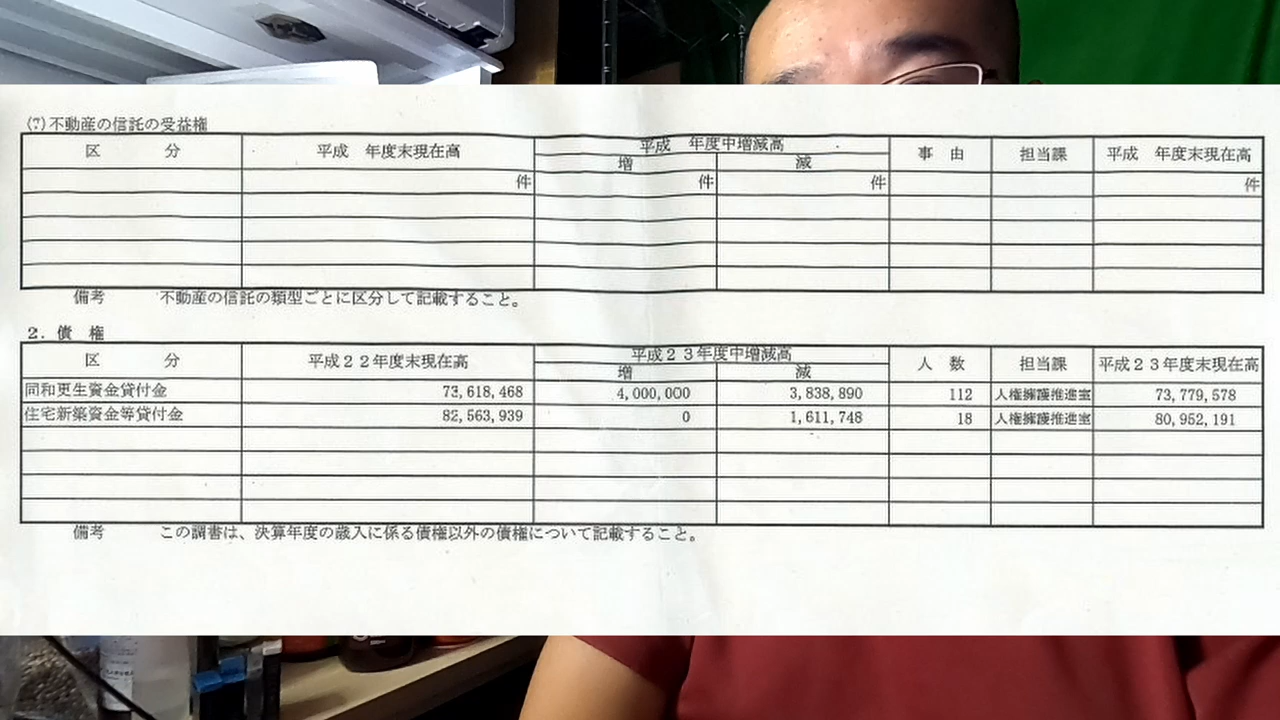 (7)不動産の信託の受益権
区 分 平成 年度末現在高 平成 年度中増減高 事 由 担当課 平成 年度末現在高
増 減
件 件 件 件
備考 不動産の信託の類型ごとに区分して記載すること。
2. 債 権
区 分 平成22年度末現在高 平成23年度中増減高 人 数 担当課 平成23年度末現在高
増 減
同和更生資金貸付金 73,618,468 4,000,000 3,838,890 112 人権擁護推進室 73,779,578
住宅新築資金等貸付金 82,563,939 0 1,611,748 18 人権擁護推進室 80,952,191
備考 この調書は、決算年度の歳入に係る債権以外の債権について記載すること。